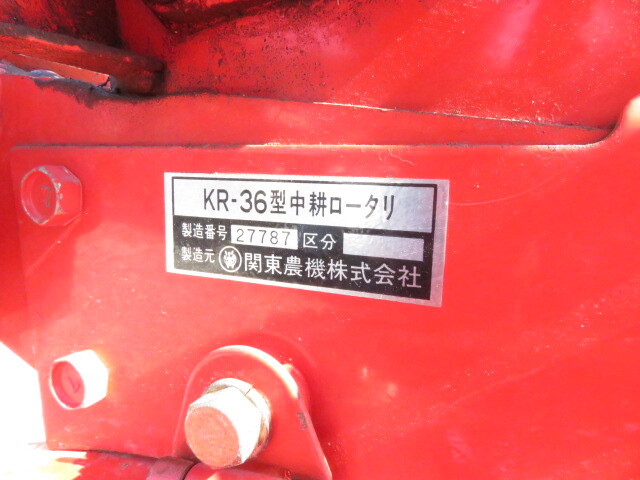 KR-36型中耕ロータリ
製造番号 27787 区分
製造元 関東農機株式会社